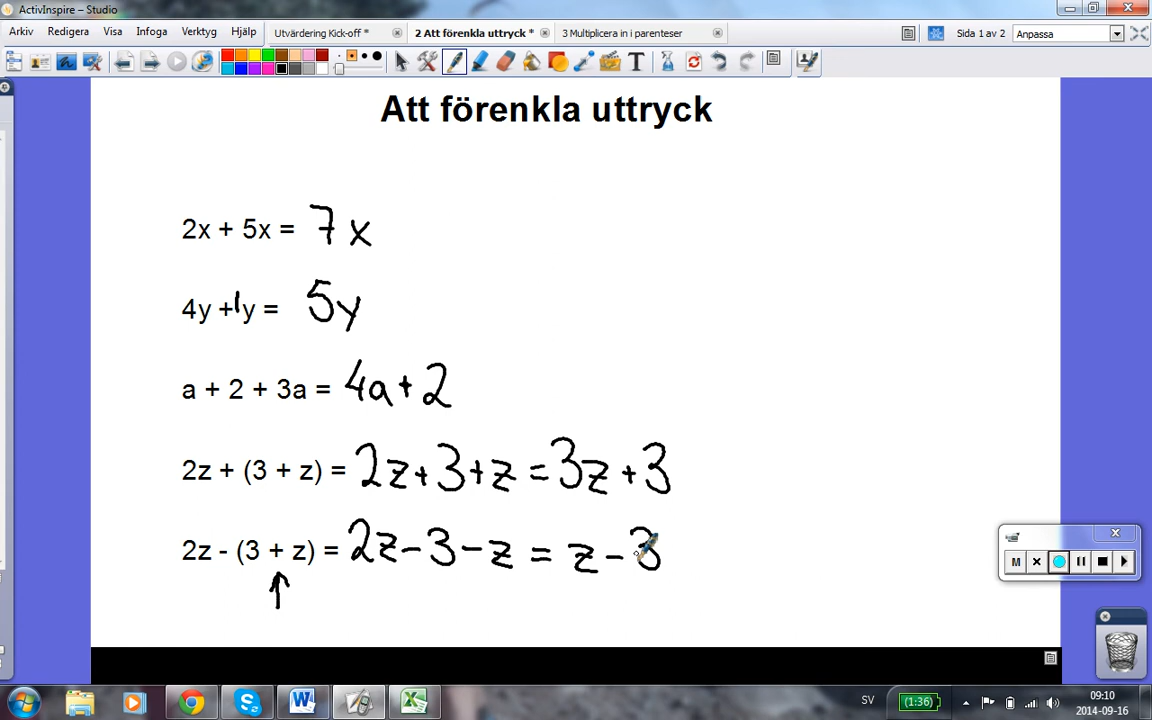 ActivInspire – Studio
Arkiv Redigera Visa Infoga Verktyg Hjälp
Utvärdering Kick-off * 2 Att förenkla uttryck * 3 Multiplicera in i parenteser
Sida 1 av 2 Anpassa
Att förenkla uttryck
2x + 5x = 7x
4y +1y = 5y
a + 2 + 3a = 4a+2
2z + (3 + z) = 2z+3+z = 3z+3
2z - (3 + z) = 2z-3-z = z-3
M
SV (1:36) 09:10
2014-09-16